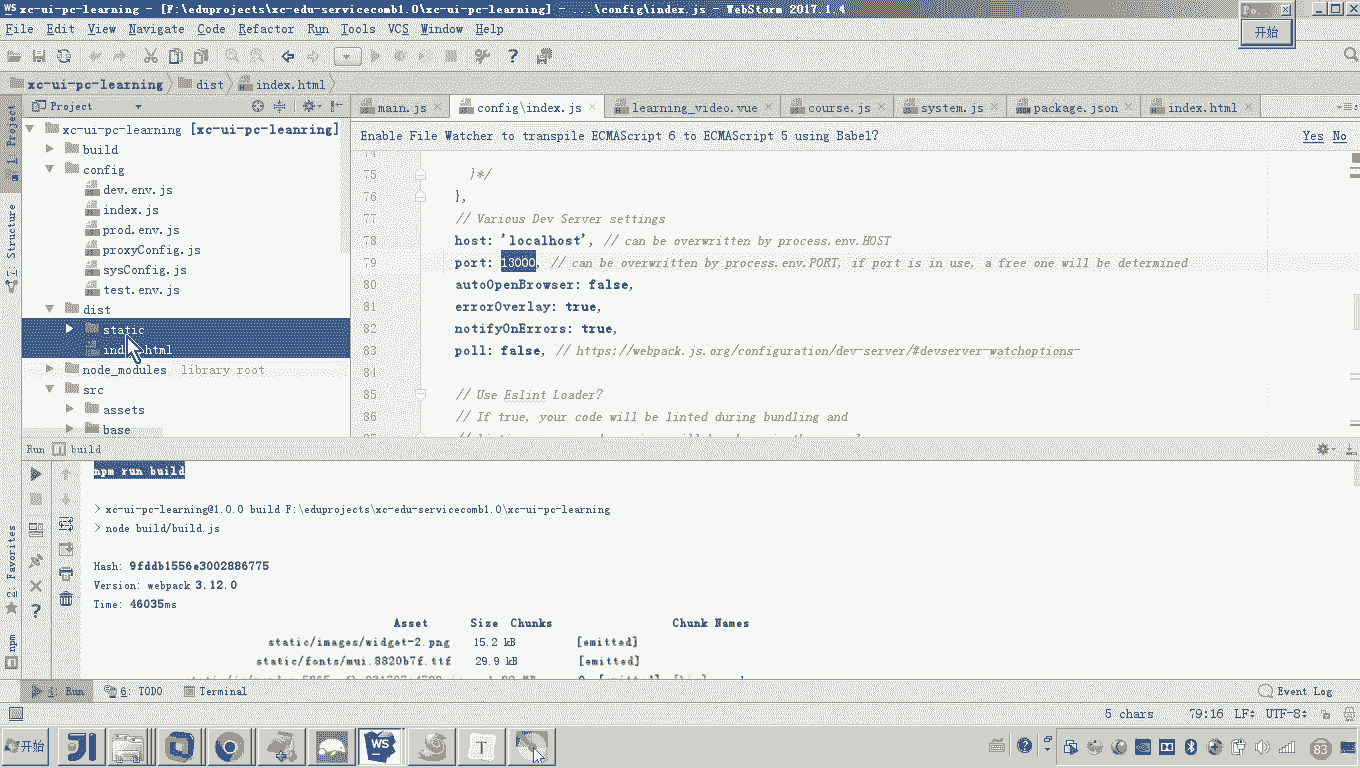 xc-ui-pc-learning - [F:\eduprojects\xc-edu-servicecomb1.0\xc-ui-pc-learning] - ...\config\index.js - WebStorm 2017.1.4
Po...
开始
File Edit View Navigate Code Refactor Run Tools VCS Window Help
xc-ui-pc-learning dist index.html
Project
main.js config\index.js learning_video.vue course.js system.js package.json index.html
Enable File Watcher to transpile ECMAScript 6 to ECMAScript 5 using Babel? Yes No
1: Project
7: Structure
2: Favorites
npm
xc-ui-pc-learning [xc-ui-pc-leanring]
build
config
dev.env.js
index.js
prod.env.js
proxyConfig.js
sysConfig.js
test.env.js
dist
static
index.html
node_modules library root
src
assets
base
74
75 }*/
76 },
77 // Various Dev Server settings
78 host: 'localhost', // can be overwritten by process.env.HOST
79 port: 13000, // can be overwritten by process.env.PORT, if port is in use, a free one will be determined
80 autoOpenBrowser: false,
81 errorOverlay: true,
82 notifyOnErrors: true,
83 poll: false, // https://webpack.js.org/configuration/dev-server/#devserver-watchoptions-
84
85 // Use Eslint Loader?
86 // If true, your code will be linted during bundling and
Run build
npm run build
> xc-ui-pc-learning@1.0.0 build F:\eduprojects\xc-edu-servicecomb1.0\xc-ui-pc-learning
> node build/build.js
Hash: 9fddb1556e3002886775
Version: webpack 3.12.0
Time: 46035ms
Asset Size Chunks Chunk Names
static/images/widget-2.png 15.2 kB [emitted]
static/fonts/mui.8820b7f.ttf 29.9 kB [emitted]
4: Run 6: TODO Terminal Event Log
5 chars 79:16 LF÷ UTF-8÷
开始
WS
T
83